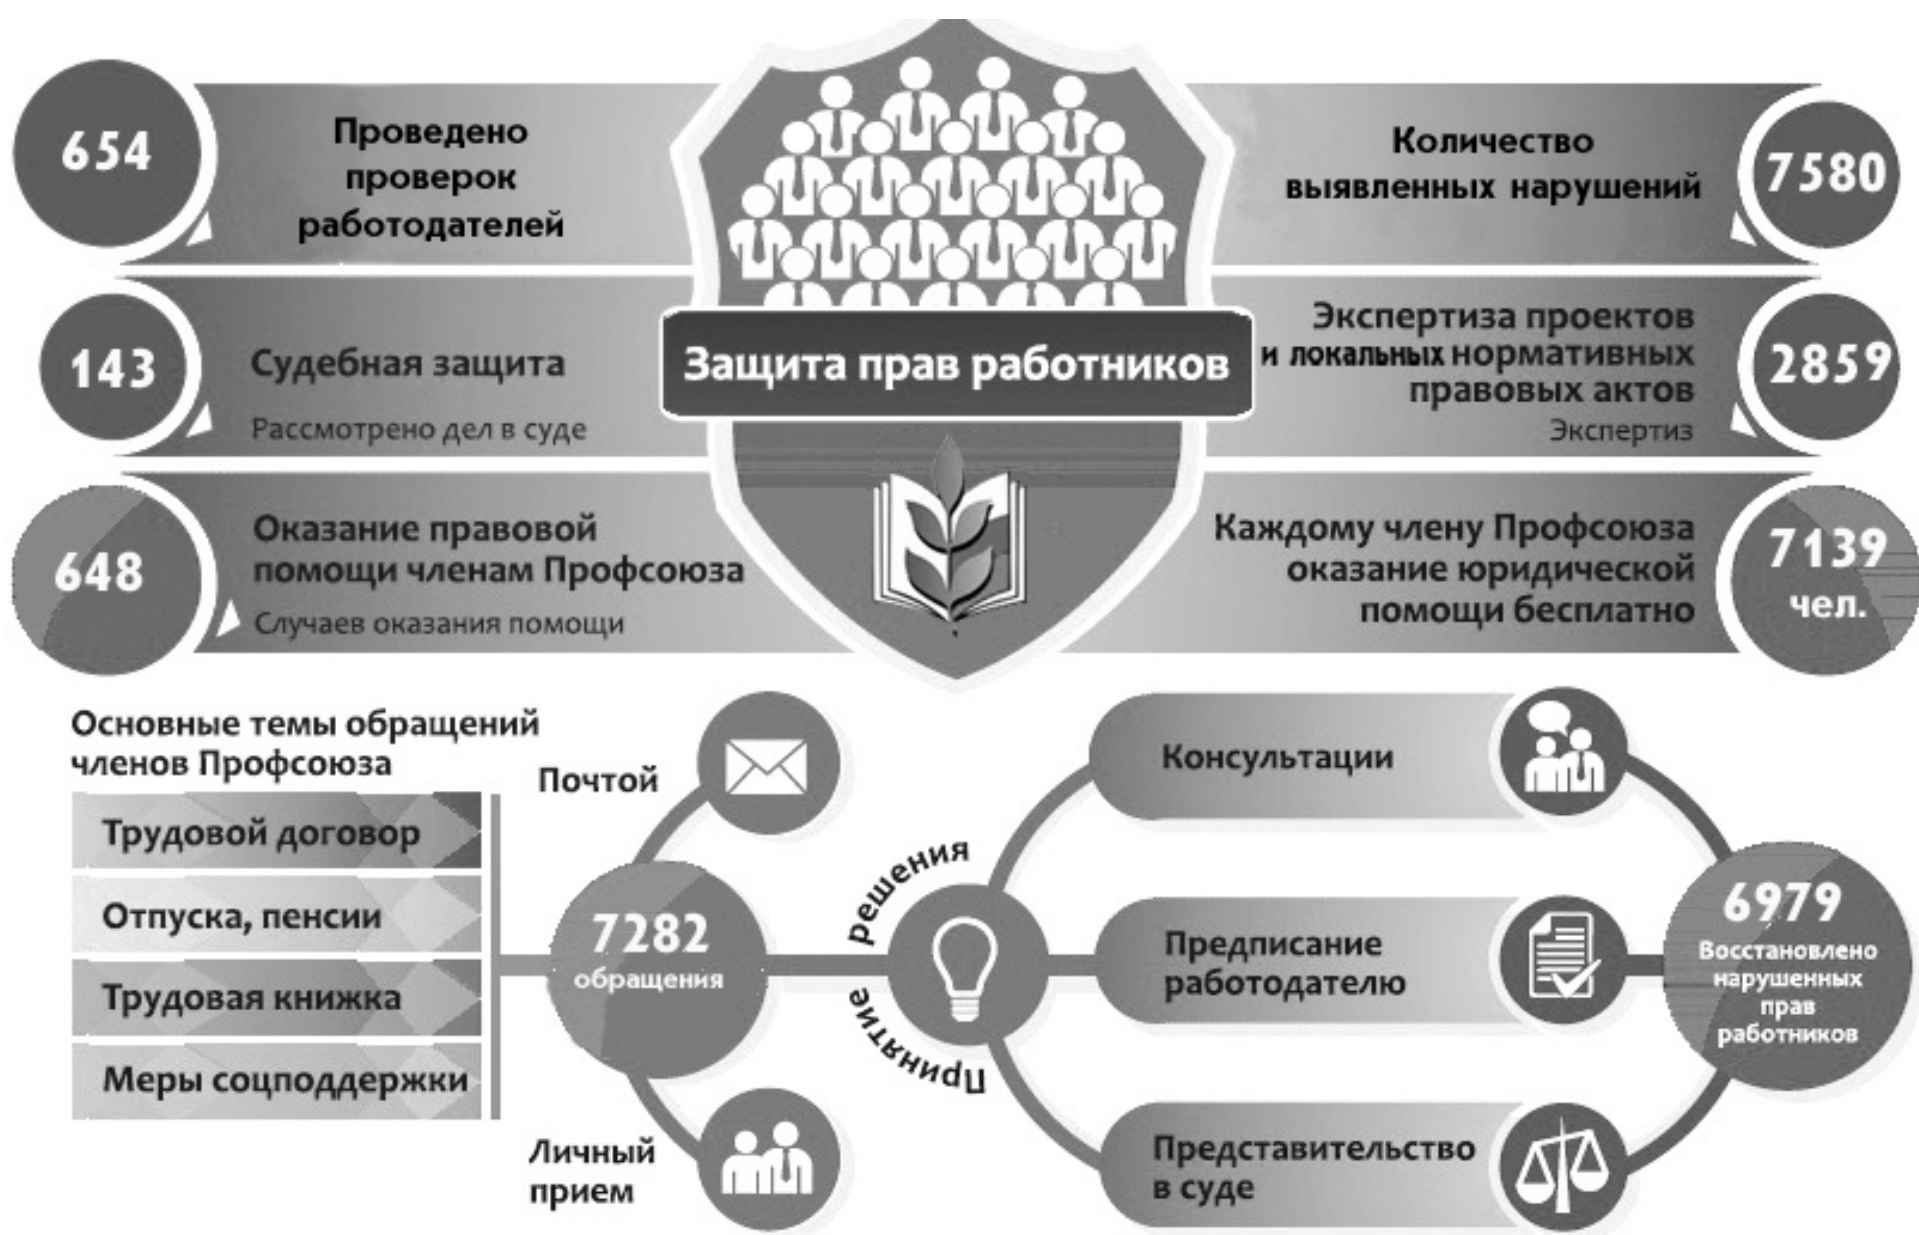 654
Проведено
проверок
работодателей
Количество
выявленных нарушений
7580
143
Судебная защита
Рассмотрено дел в суде
Защита прав работников
Экспертиза проектов
и локальных нормативных
правовых актов
Экспертиз
2859
648
Оказание правовой
помощи членам Профсоюза
Случаев оказания помощи
Каждому члену Профсоюза
оказание юридической
помощи бесплатно
7139
чел.
Основные темы обращений
членов Профсоюза
Трудовой договор
Отпуска, пенсии
Трудовая книжка
Меры соцподдержки
Почтой
7282
обращения
Личный
прием
Принятие решения
Консультации
Предписание
работодателю
Представительство
в суде
6979
Восстановлено
нарушенных
прав
работников